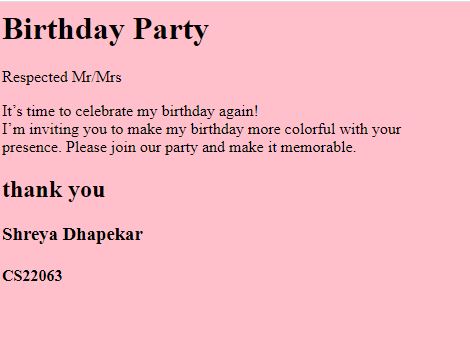 Birthday Party
Respected Mr/Mrs
It’s time to celebrate my birthday again!
I’m inviting you to make my birthday more colorful with your
presence. Please join our party and make it memorable.
thank you
Shreya Dhapekar
CS22063